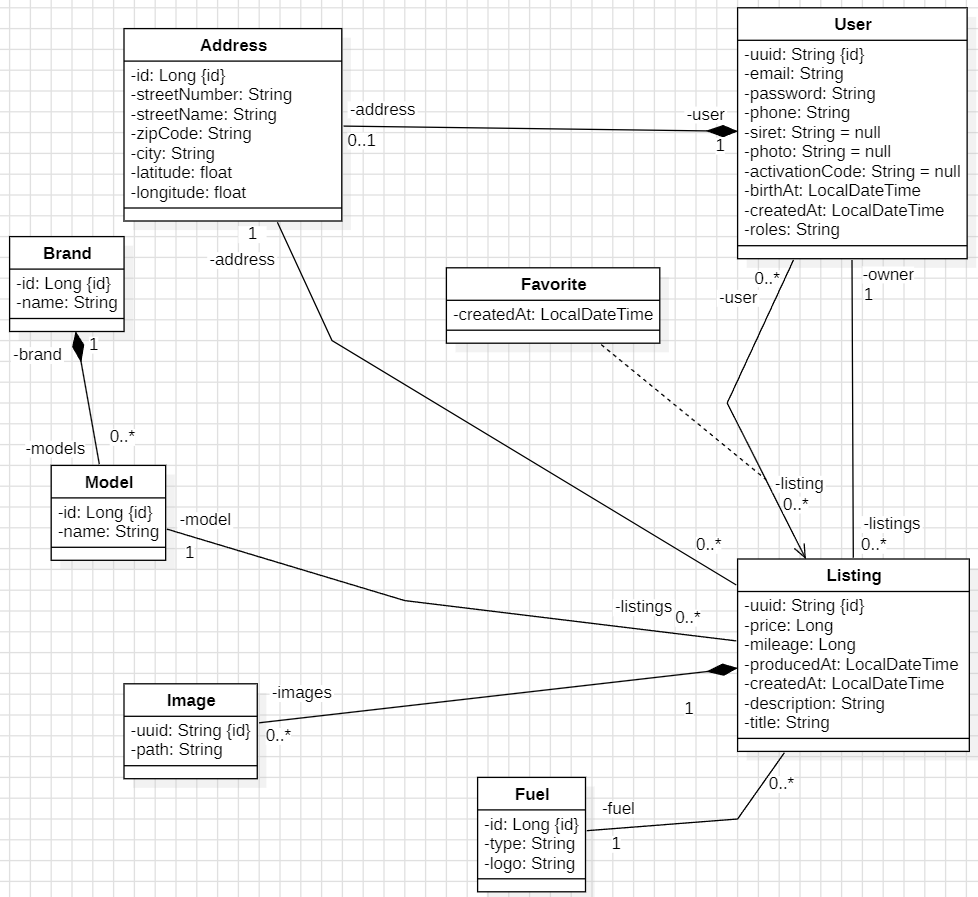 Address
-id: Long {id}
-streetNumber: String
-streetName: String
-zipCode: String
-city: String
-latitude: float
-longitude: float
-address
0..1
-user
1
User
-uuid: String {id}
-email: String
-password: String
-phone: String
-siret: String = null
-photo: String = null
-activationCode: String = null
-birthAt: LocalDateTime
-createdAt: LocalDateTime
-roles: String
1
-address
Brand
-id: Long {id}
-name: String
-brand
1
Favorite
-createdAt: LocalDateTime
0..*
-user
-owner
1
-models
0..*
Model
-id: Long {id}
-name: String
-model
1
-listing
0..*
-listings
0..*
0..*
-listings
0..*
Listing
-uuid: String {id}
-price: Long
-mileage: Long
-producedAt: LocalDateTime
-createdAt: LocalDateTime
-description: String
-title: String
Image
-uuid: String {id}
-path: String
-images
0..*
1
Fuel
-id: Long {id}
-type: String
-logo: String
-fuel
1
0..*